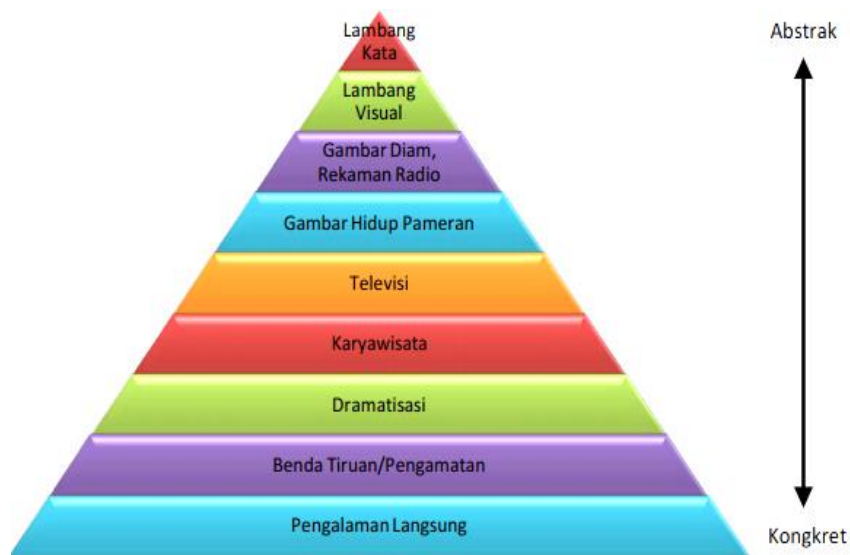 Lambang
Kata
Abstrak
Lambang
Visual
Gambar Diam,
Rekaman Radio
Gambar Hidup Pameran
Televisi
Karyawisata
Dramatisasi
Benda Tiruan/Pengamatan
Pengalaman Langsung
Kongkret